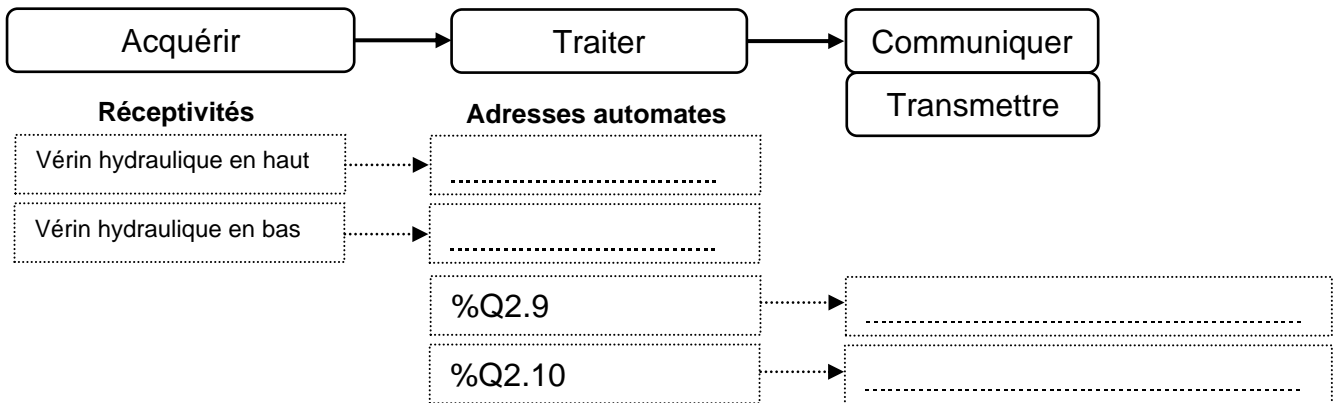 Acquérir
Traiter
Communiquer
Transmettre
Réceptivités
Adresses automates
Vérin hydraulique en haut
Vérin hydraulique en bas
%Q2.9
%Q2.10